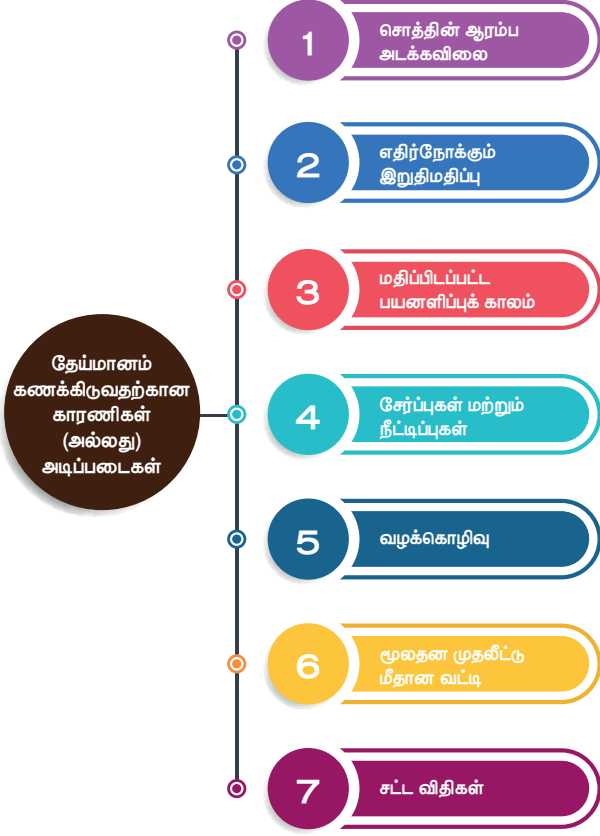 தேய்மானம்
கணக்கிடுவதற்கான
காரணிகள்
(அல்லது)
அடிப்படைகள்
1
சொத்தின் ஆரம்ப
அடக்கவிலை
2
எதிர்நோக்கும்
இறுதிமதிப்பு
3
மதிப்பிடப்பட்ட
பயனளிப்புக் காலம்
4
சேர்ப்புகள் மற்றும்
நீட்டிப்புகள்
5
வழக்கொழிவு
6
மூலதன முதலீட்டு
மீதான வட்டி
7
சட்ட விதிகள்